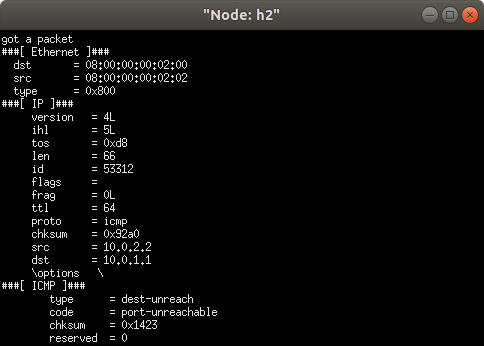 "Node: h2"
got a packet
###[ Ethernet ]###
  dst       = 08:00:00:00:02:00
  src       = 08:00:00:00:02:02
  type      = 0x800
###[ IP ]###
     version   = 4L
     ihl       = 5L
     tos       = 0xd8
     len       = 66
     id        = 53312
     flags     =
     frag      = 0L
     ttl       = 64
     proto     = icmp
     chksum    = 0x92a0
     src       = 10.0.2.2
     dst       = 10.0.1.1
     \options   \
###[ ICMP ]###
        type      = dest-unreach
        code      = port-unreachable
        chksum    = 0x1423
        reserved  = 0